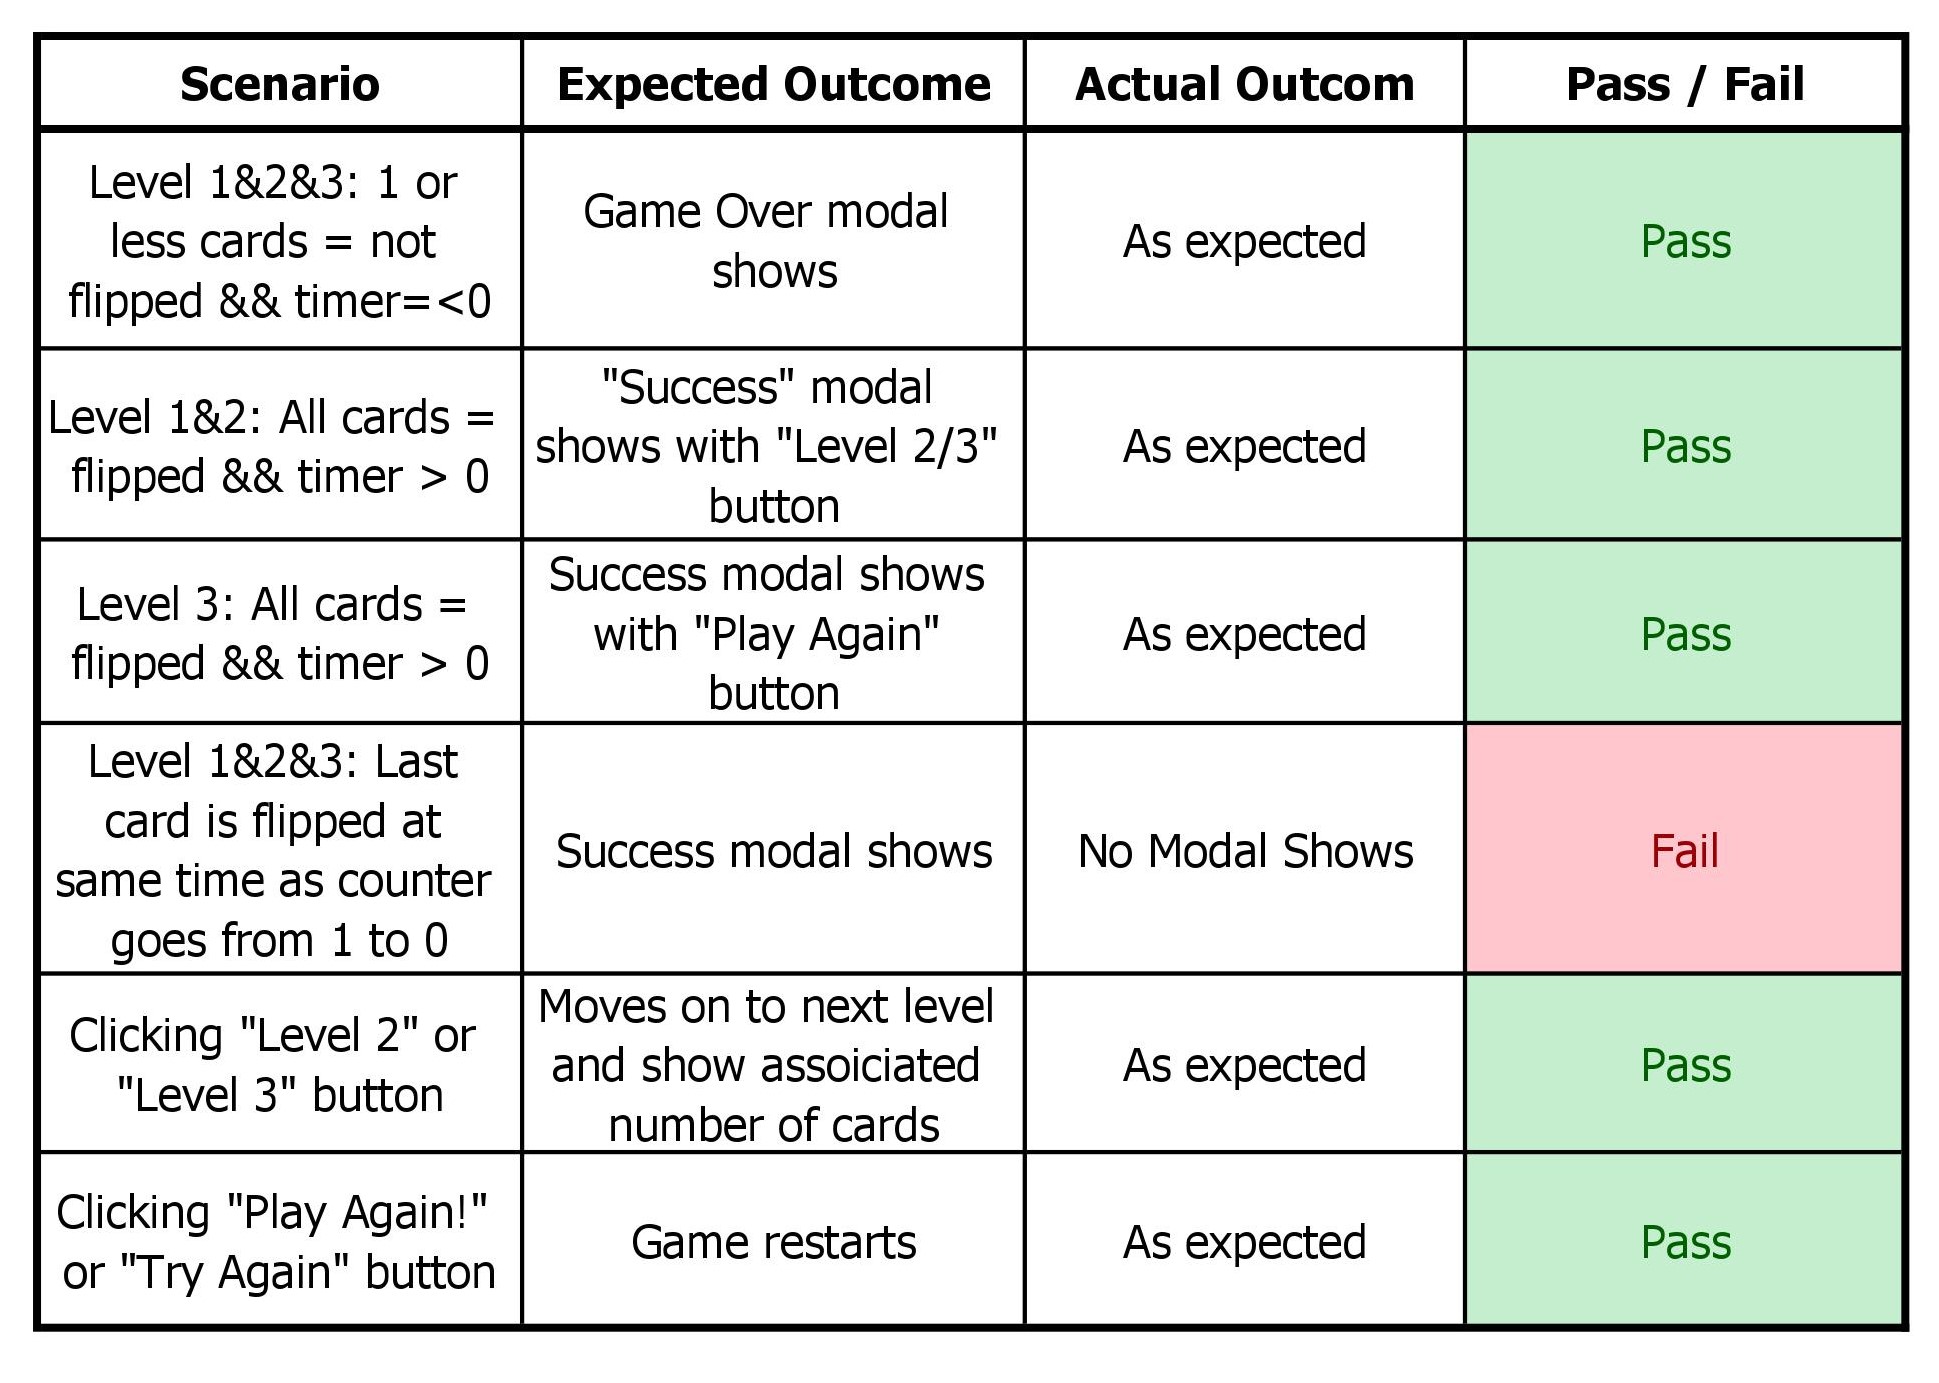 Scenario
Expected Outcome
Actual Outcom
Pass / Fail
Level 1&2&3: 1 or
less cards = not
flipped && timer=<0
Game Over modal
shows
As expected
Pass
Level 1&2: All cards =
flipped && timer > 0
"Success" modal
shows with "Level 2/3"
button
As expected
Pass
Level 3: All cards =
flipped && timer > 0
Success modal shows
with "Play Again"
button
As expected
Pass
Level 1&2&3: Last
card is flipped at
same time as counter
goes from 1 to 0
Success modal shows
No Modal Shows
Fail
Clicking "Level 2" or
"Level 3" button
Moves on to next level
and show assoiciated
number of cards
As expected
Pass
Clicking "Play Again!"
or "Try Again" button
Game restarts
As expected
Pass